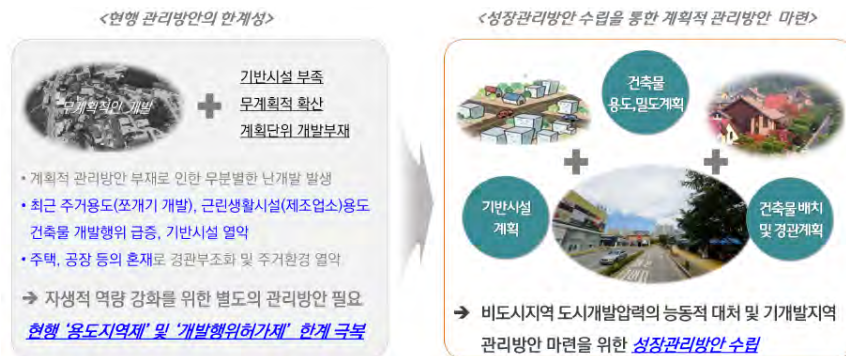 <현행 관리방안의 한계성>
무계획적인 개발
기반시설 부족
무계획적 확산
계획단위 개발부재
• 계획적 관리방안 부재로 인한 무분별한 난개발 발생
• 최근 주거용도(쪼개기 개발), 근린생활시설(제조업소)용도
건축물 개발행위 급증, 기반시설 열악
• 주택, 공장 등의 혼재로 경관부조화 및 주거환경 열악
➔ 자생적 역량 강화를 위한 별도의 관리방안 필요
현행 ‘용도지역제’ 및 ‘개발행위허가제’ 한계 극복
<성장관리방안 수립을 통한 계획적 관리방안 마련>
건축물
용도,밀도계획
기반시설
계획
건축물 배치
및 경관계획
➔ 비도시지역 도시개발압력의 능동적 대처 및 기개발지역
관리방안 마련을 위한 성장관리방안 수립